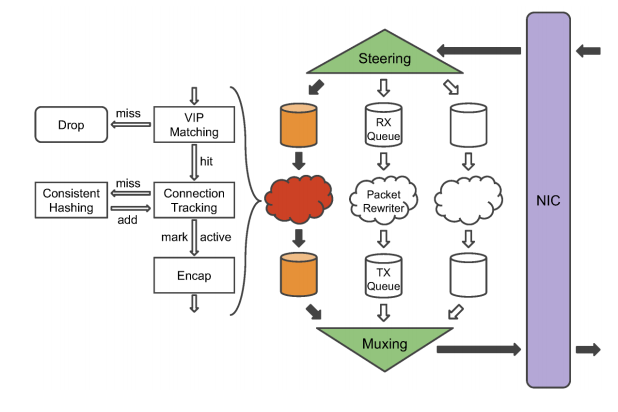 Steering
miss
Drop
VIP
Matching
RX
Queue
NIC
hit
miss
Consistent
Hashing
Connection
Tracking
Packet
Rewriter
add
mark
active
Encap
TX
Queue
Muxing